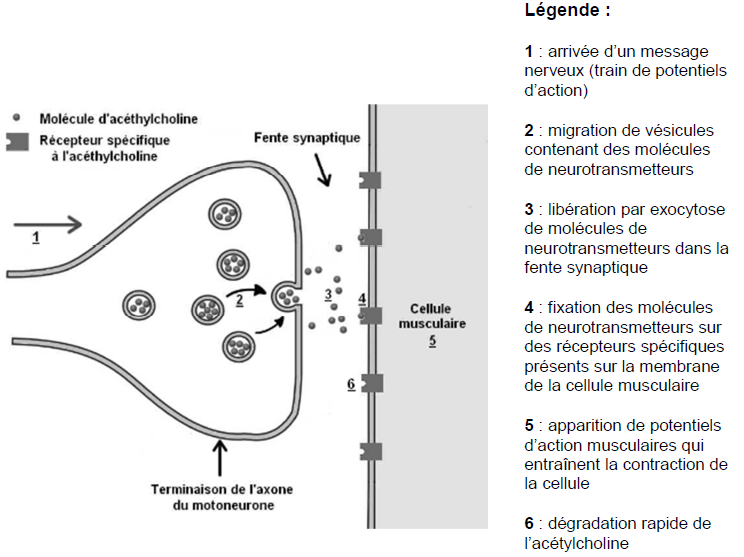 Molécule d'acéthylcholine
Récepteur spécifique
à l'acéthylcholine
Fente synaptique
1
2
3
4
Cellule
musculaire
5
6
Terminaison de l'axone
du motoneurone
Légende :
1 : arrivée d’un message
nerveux (train de potentiels
d’action)
2 : migration de vésicules
contenant des molécules
de neurotransmetteurs
3 : libération par exocytose
de molécules de
neurotransmetteurs dans la
fente synaptique
4 : fixation des molécules
de neurotransmetteurs sur
des récepteurs spécifiques
présents sur la membrane
de la cellule musculaire
5 : apparition de potentiels
d’action musculaires qui
entraînent la contraction de
la cellule
6 : dégradation rapide de
l’acétylcholine